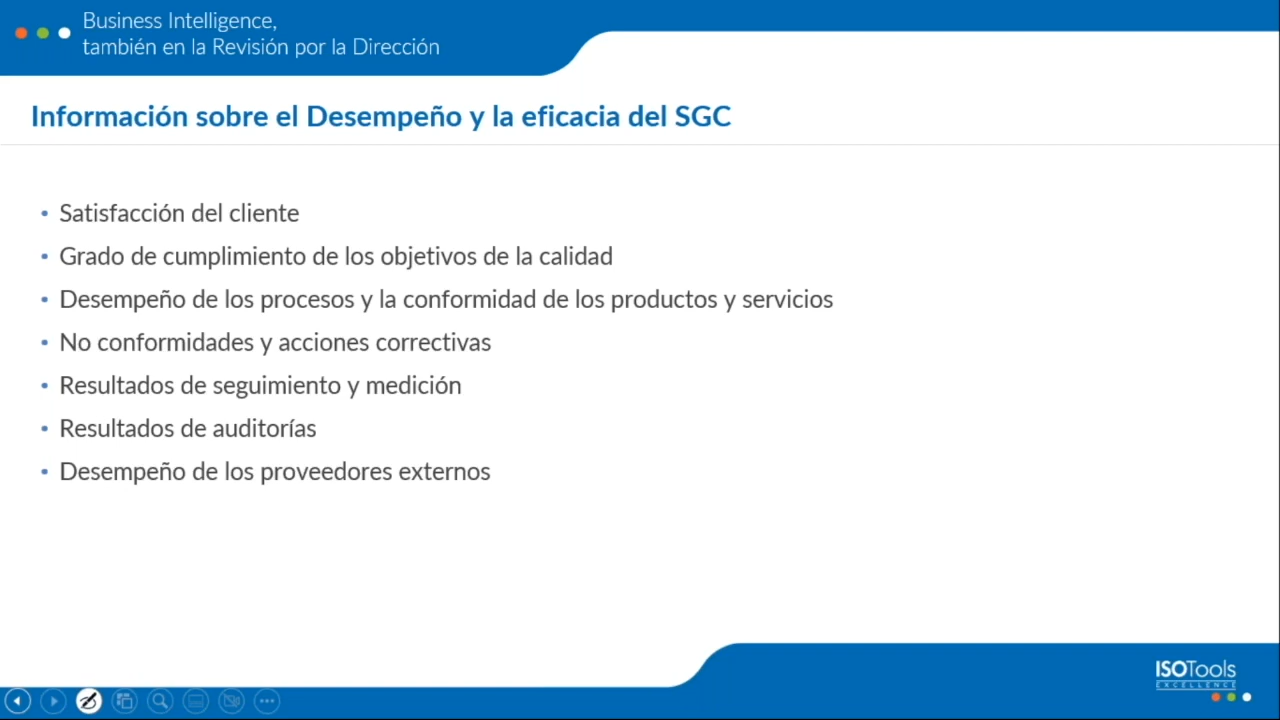 Business Intelligence,
también en la Revisión por la Dirección
Información sobre el Desempeño y la eficacia del SGC
• Satisfacción del cliente
• Grado de cumplimiento de los objetivos de la calidad
• Desempeño de los procesos y la conformidad de los productos y servicios
• No conformidades y acciones correctivas
• Resultados de seguimiento y medición
• Resultados de auditorías
• Desempeño de los proveedores externos
ISOTools
EXCELLENCE